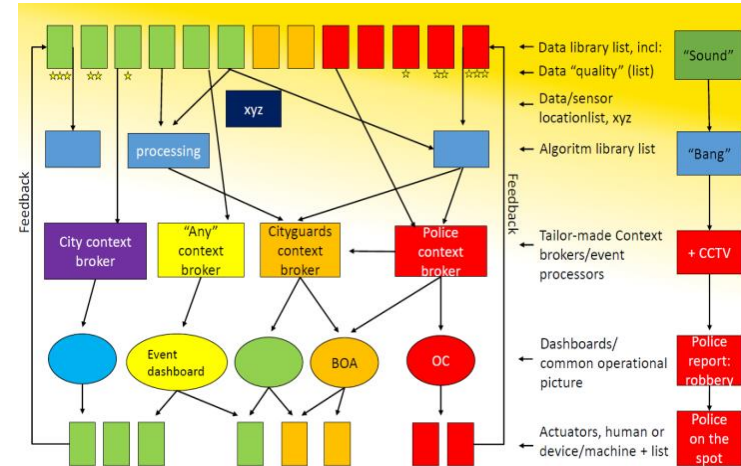 Data library list, incl:
Data “quality” (list)
“Sound”
xyz
Data/sensor
locationlist, xyz
processing
Algoritm library list
“Bang”
Feedback
Feedback
City context
broker
“Any”
context
broker
Cityguards
context
broker
Police
context
broker
Tailor-made Context
brokers/event
processors
+ CCTV
Event
dashboard
BOA
OC
Dashboards/
common operational
picture
Police
report:
robbery
Actuators, human or
device/machine + list
Police
on the
spot